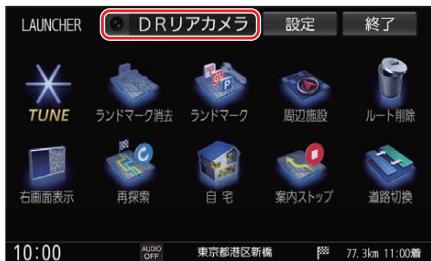 LAUNCHER DRリアカメラ 設定 終了
TUNE ランドマーク消去 ランドマーク 周辺施設 ルート削除
右画面表示 再探索 自宅 案内ストップ 道路切換
10:00 AUDIO OFF 東京都港区新橋 77.3km 11:00着